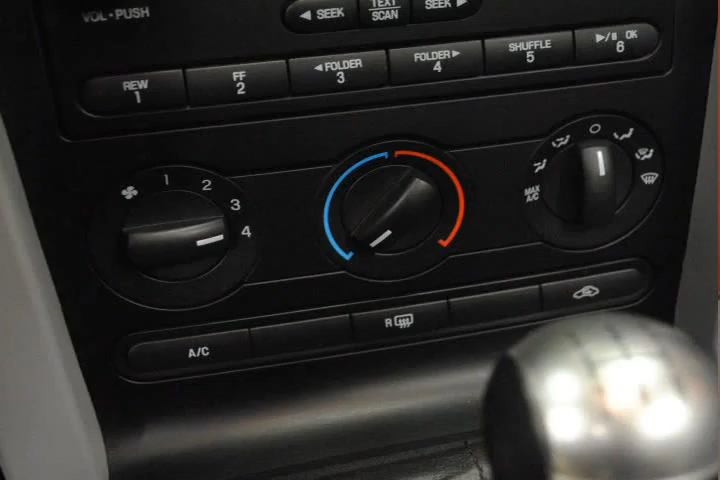 VOL-PUSH
◄ SEEK
TEXT
SCAN
SEEK ►
REW
1
FF
2
◄FOLDER
3
FOLDER►
4
SHUFFLE
5
►/II OK
6
1
2
3
4
MAX
A/C
A/C
R